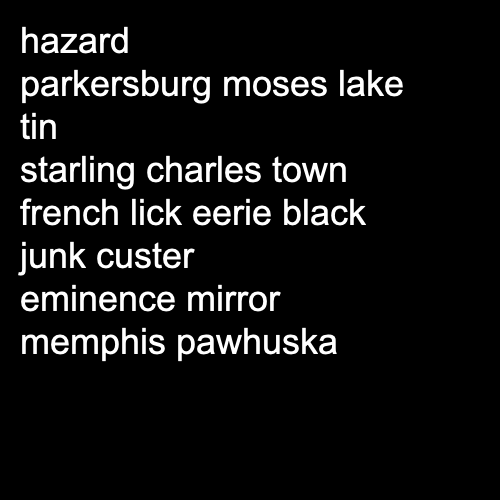 hazard
parkersburg moses lake
tin
starling charles town
french lick eerie black
junk custer
eminence mirror
memphis pawhuska